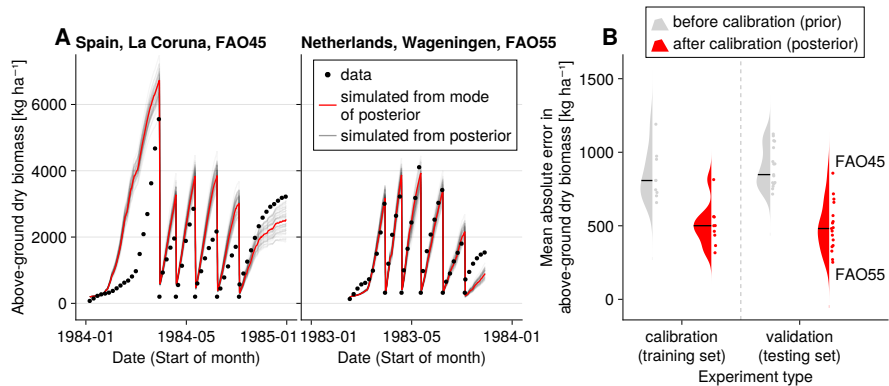 A
Spain, La Coruna, FAO45
Netherlands, Wageningen, FAO55
Above-ground dry biomass [kg ha⁻¹]
6000
4000
2000
0
data
simulated from mode
of posterior
simulated from posterior
1984-01
1984-05
1985-01
1983-01
1983-05
1984-01
Date (Start of month)
Date (Start of month)
B
before calibration (prior)
after calibration (posterior)
Mean absolute error in
above-ground dry biomass [kg ha⁻¹]
1500
1000
500
0
FAO45
FAO55
calibration
(training set)
validation
(testing set)
Experiment type